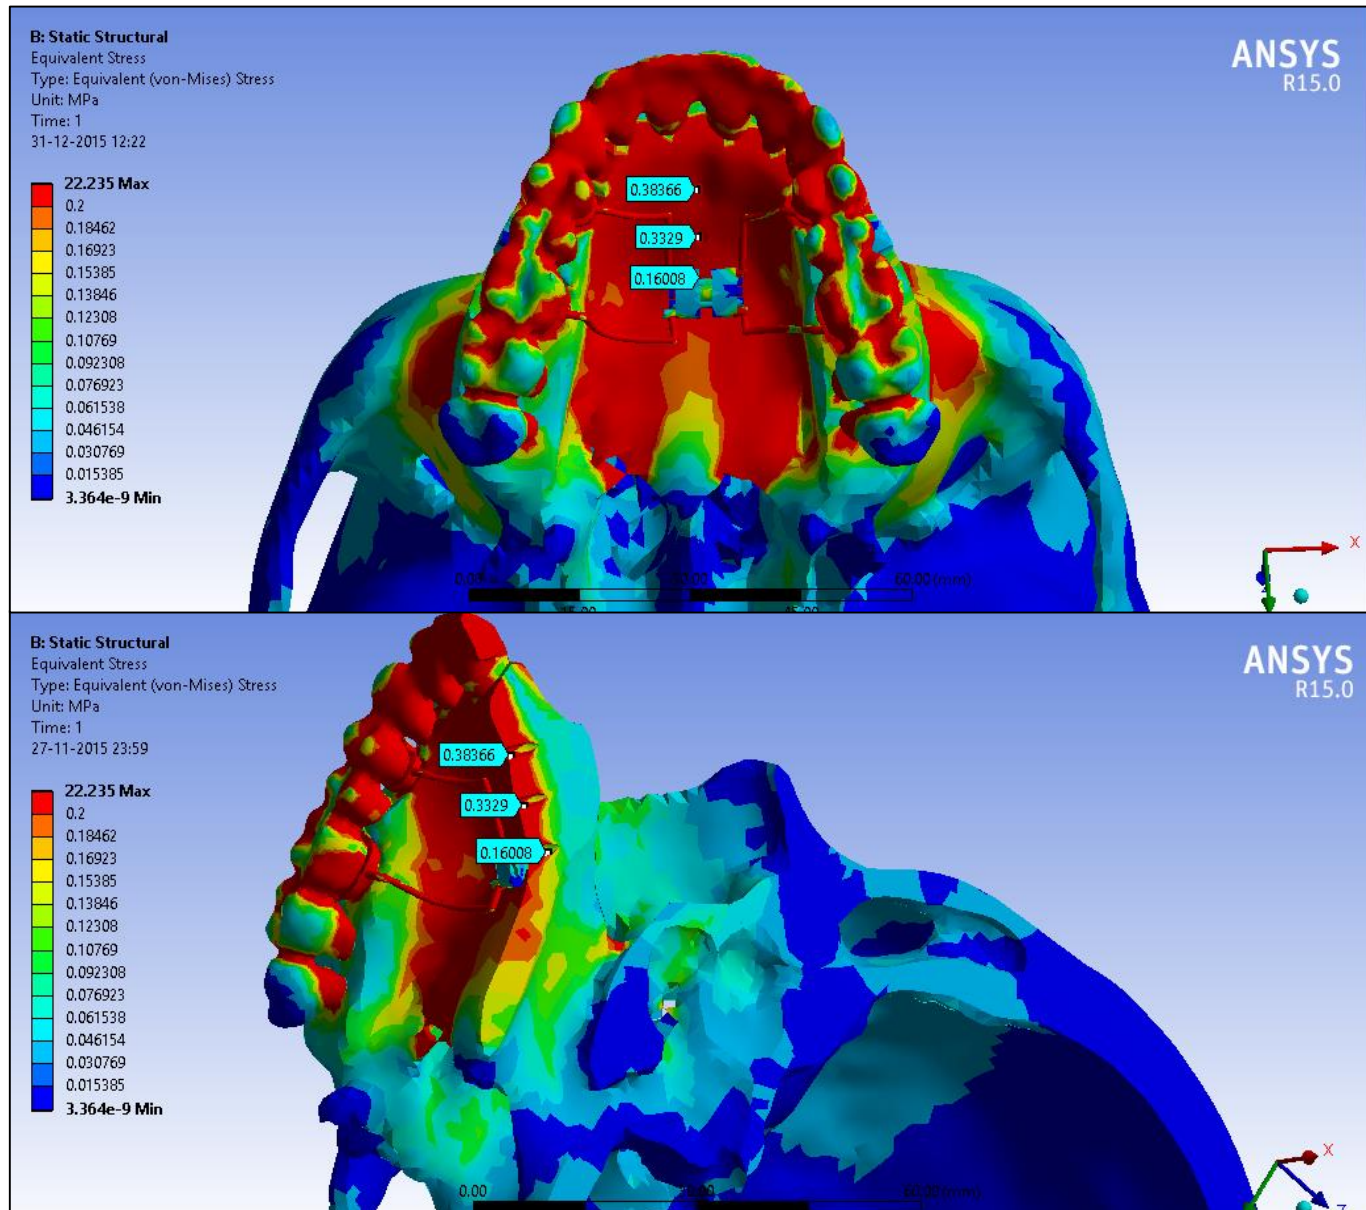 B: Static Structural
Equivalent Stress
Type: Equivalent (von-Mises) Stress
Unit: MPa
Time: 1
31-12-2015 12:22
ANSYS
R15.0
22.235 Max
0.2
0.18462
0.16923
0.15385
0.13846
0.12308
0.10769
0.092308
0.076923
0.061538
0.046154
0.030769
0.015385
3.364e-9 Min
0.38366
0.3329
0.16008
X
60.00 (mm)
B: Static Structural
Equivalent Stress
Type: Equivalent (von-Mises) Stress
Unit: MPa
Time: 1
27-11-2015 23:59
ANSYS
R15.0
22.235 Max
0.2
0.18462
0.16923
0.15385
0.13846
0.12308
0.10769
0.092308
0.076923
0.061538
0.046154
0.030769
0.015385
3.364e-9 Min
0.38366
0.3329
0.16008
X
0.00 60.00 (mm)